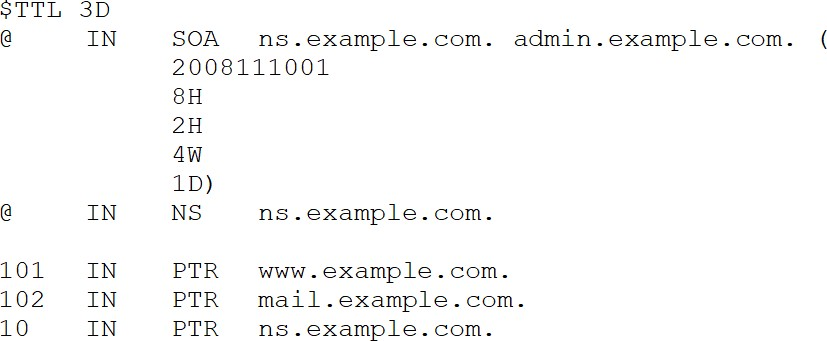 $TTL 3D
@ IN SOA ns.example.com. admin.example.com. (
2008111001
8H
2H
4W
1D)
@ IN NS ns.example.com.
101 IN PTR www.example.com.
102 IN PTR mail.example.com.
10 IN PTR ns.example.com.